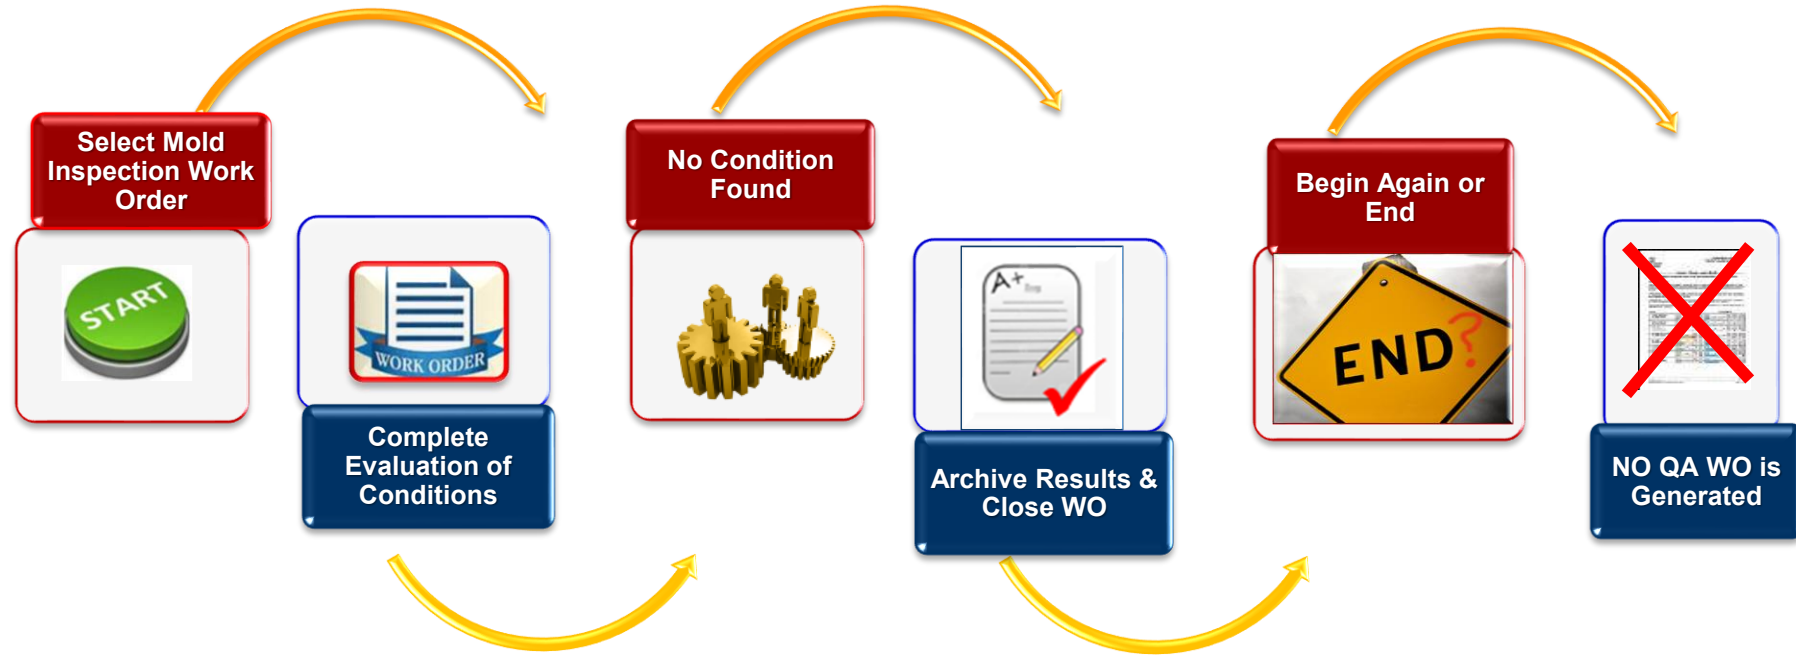 Select Mold
Inspection Work
Order
START
WORK ORDER
Complete
Evaluation of
Conditions
No Condition
Found
A+
Archive Results &
Close WO
Begin Again or
End
END?
NO QA WO is
Generated